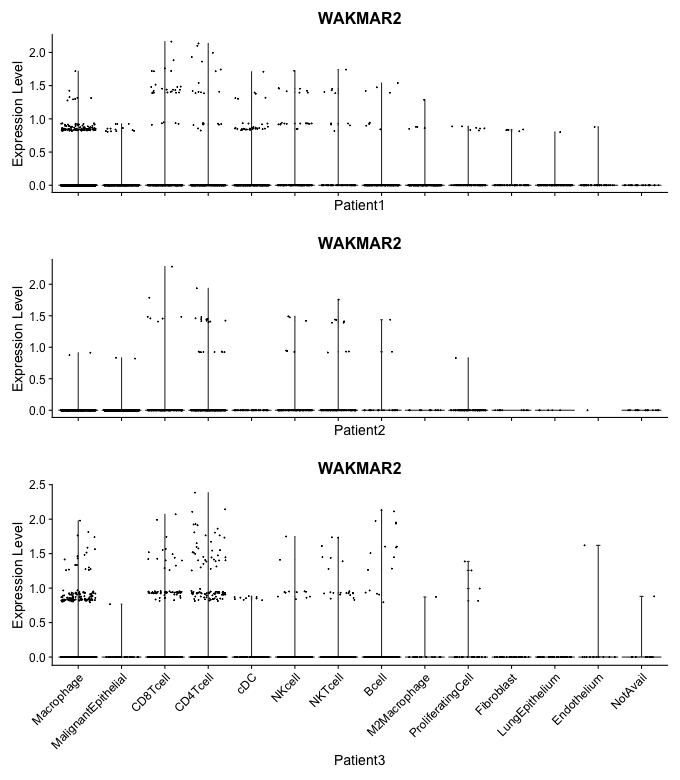 WAKMAR2
Expression Level
2.0
1.5
1.0
0.5
0.0
Patient1
WAKMAR2
Expression Level
2.0
1.5
1.0
0.5
0.0
Patient2
WAKMAR2
Expression Level
2.5
2.0
1.5
1.0
0.5
0.0
Macrophage
MalignantEpithelial
CD8Tcell
CD4Tcell
cDC
NKcell
NKTcell
Bcell
M2Macrophage
ProliferatingCell
Fibroblast
LungEpithelium
Endothelium
NotAvail
Patient3